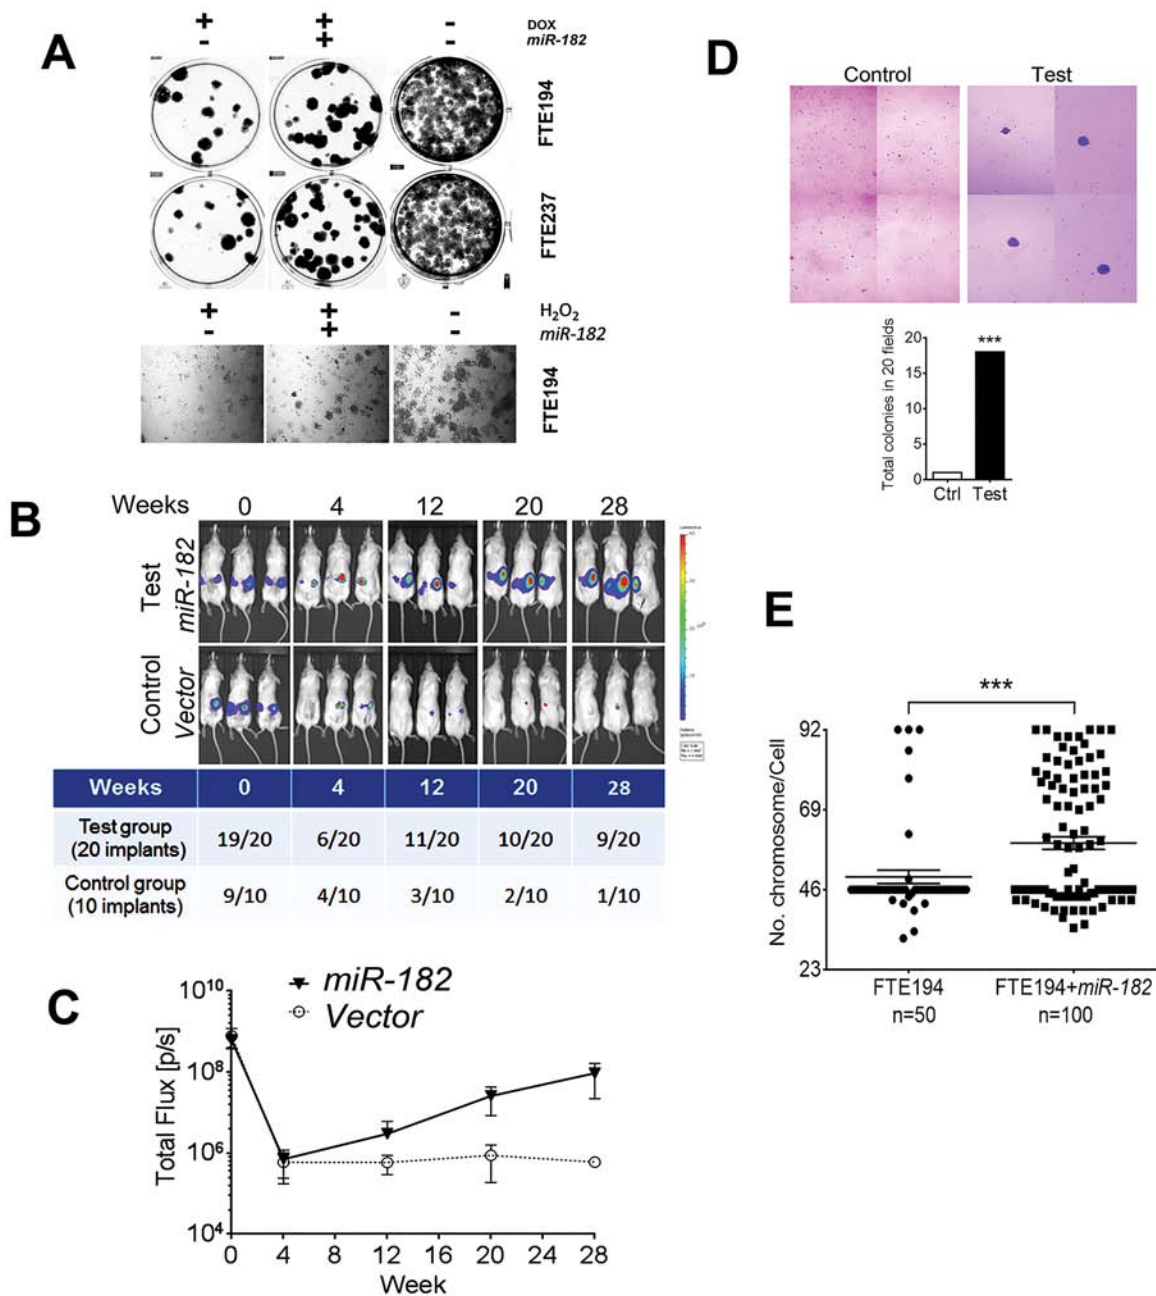 A
+ + - DOX
- + - miR-182
FTE194
FTE237
+ + - H2O2
- + - miR-182
FTE194
B
Weeks 0 4 12 20 28
Test
miR-182
Control
Vector
Weeks 0 4 12 20 28
Test group
(20 implants) 19/20 6/20 11/20 10/20 9/20
Control group
(10 implants) 9/10 4/10 3/10 2/10 1/10
C
miR-182
Vector
Total Flux [p/s]
10^10
10^8
10^6
10^4
0 4 8 12 16 20 24 28
Week
D
Control Test
Total colonies in 20 fields
20
15
10
5
0
***
Ctrl Test
E
***
No. chromosome/Cell
92
69
46
23
FTE194 FTE194+miR-182
n=50 n=100